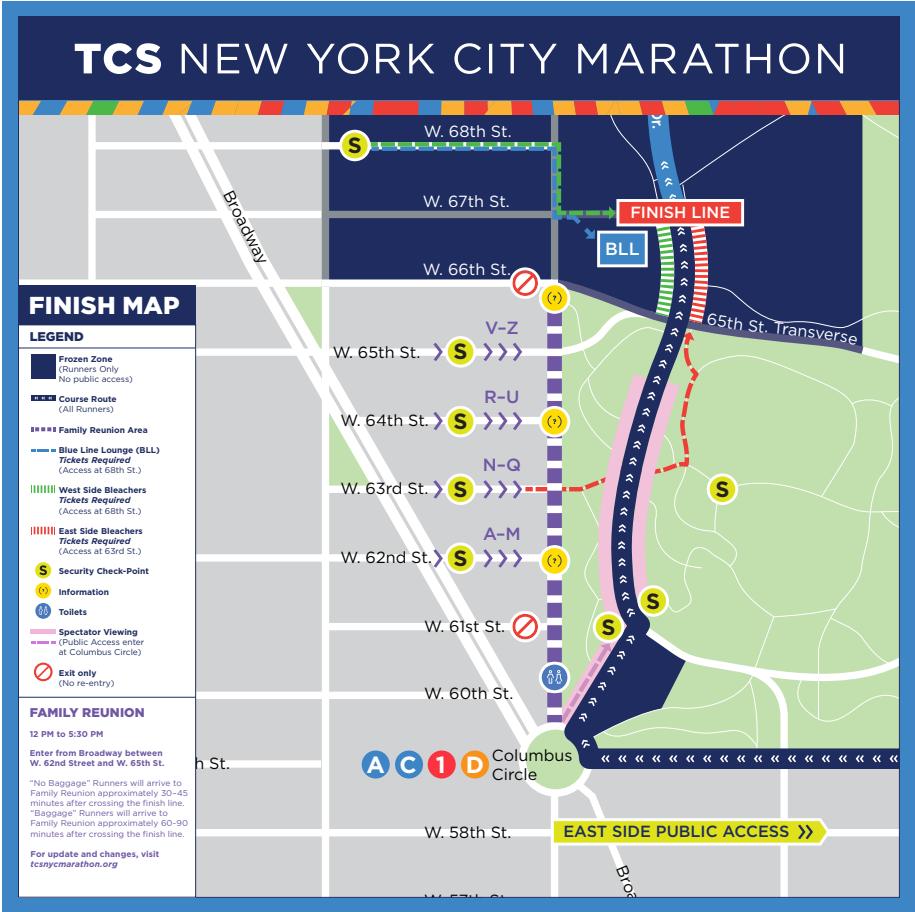 TCS NEW YORK CITY MARATHON
W. 68th St.
Dr.
S
W. 67th St.
FINISH LINE
Broadway
BLL
W. 66th St.
(?)
65th St. Transverse
V–Z
W. 65th St.
S
R–U
W. 64th St.
S
(?)
N–Q
W. 63rd St.
S
S
A–M
W. 62nd St.
S
(?)
S
W. 61st St.
S
W. 60th St.
h St.
A C 1 D
Columbus
Circle
W. 58th St.
EAST SIDE PUBLIC ACCESS
Broa
W. 57th St.
FINISH MAP
LEGEND
Frozen Zone
(Runners Only
No public access)
Course Route
(All Runners)
Family Reunion Area
Blue Line Lounge (BLL)
Tickets Required
(Access at 68th St.)
West Side Bleachers
Tickets Required
(Access at 68th St.)
East Side Bleachers
Tickets Required
(Access at 63rd St.)
S Security Check-Point
(?) Information
Toilets
Spectator Viewing
(Public Access enter
at Columbus Circle)
Exit only
(No re-entry)
FAMILY REUNION
12 PM to 5:30 PM
Enter from Broadway between
W. 62nd Street and W. 65th St.
“No Baggage” Runners will arrive to
Family Reunion approximately 30–45
minutes after crossing the finish line.
“Baggage” Runners will arrive to
Family Reunion approximately 60-90
minutes after crossing the finish line.
For update and changes, visit
tcsnycmarathon.org